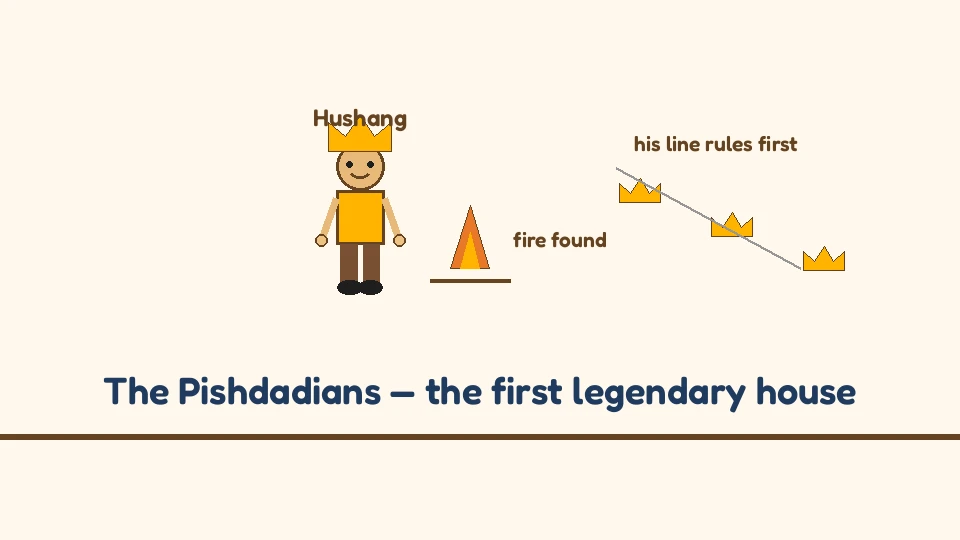 Hushang
his line rules first
fire found
The Pishdadians — the first legendary house